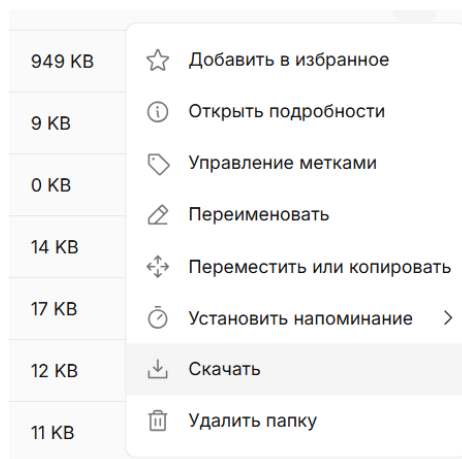 949 KB
9 KB
0 KB
14 KB
17 KB
12 KB
11 KB
Добавить в избранное
Открыть подробности
Управление метками
Переименовать
Переместить или копировать
Установить напоминание
Скачать
Удалить папку